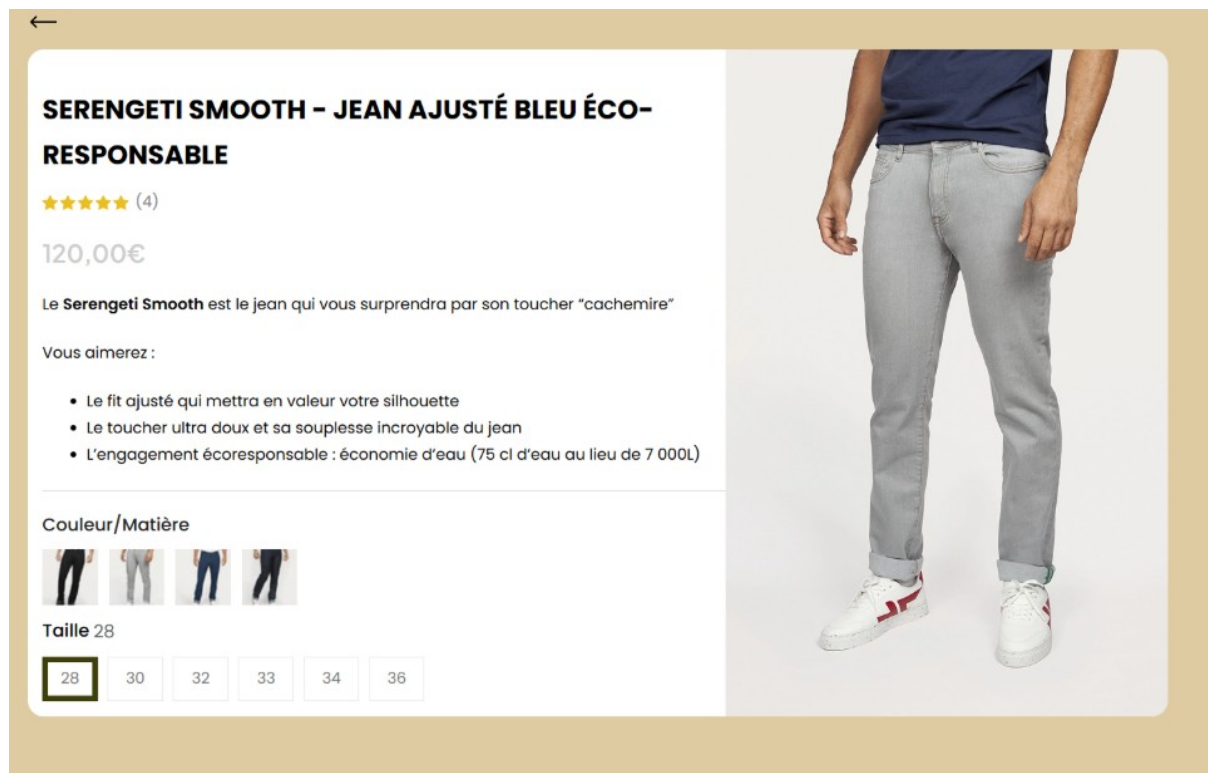 SERENGETI SMOOTH – JEAN AJUSTÉ BLEU ÉCO-
RESPONSABLE
(4)
120,00€
Le Serengeti Smooth est le jean qui vous surprendra par son toucher “cachemire”
Vous aimerez :
• Le fit ajusté qui mettra en valeur votre silhouette
• Le toucher ultra doux et sa souplesse incroyable du jean
• L’engagement écoresponsable : économie d’eau (75 cl d’eau au lieu de 7 000L)
Couleur/Matière
Taille 28
28 30 32 33 34 36